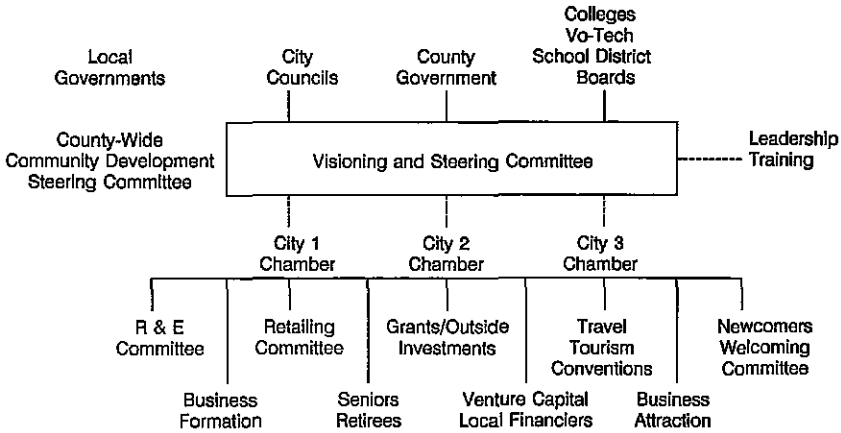 Local
Governments
City
Councils
County
Government
Colleges
Vo-Tech
School District
Boards
County-Wide
Community Development
Steering Committee
Visioning and Steering Committee
Leadership
Training
City 1
Chamber
City 2
Chamber
City 3
Chamber
R & E
Committee
Retailing
Committee
Grants/Outside
Investments
Travel
Tourism
Conventions
Newcomers
Welcoming
Committee
Business
Formation
Seniors
Retirees
Venture Capital
Local Financiers
Business
Attraction